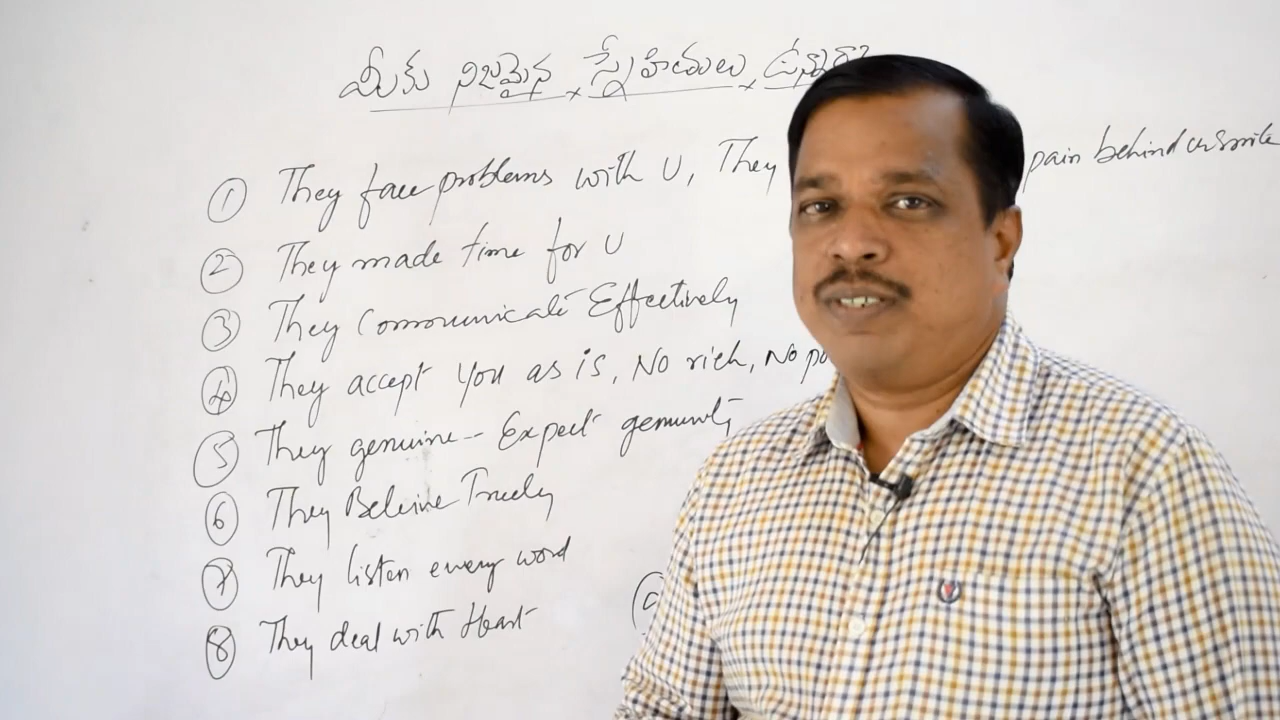 మీకు నిజమైన స్నేహితులు ఉన్నారా
① They face problems with U, They pain behind ur smile
② They made time for U
③ They Communicate Effectively
④ They accept You as is, No rich, No po
⑤ They genuine -- Expect
⑥ They Beleive Truely
⑦ They listen every word
⑧ They deal with Heart